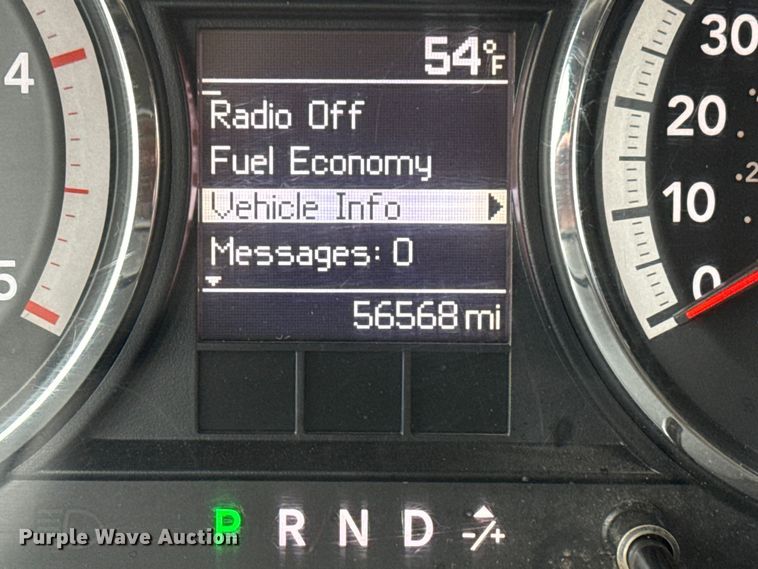 54°F
Radio Off
Fuel Economy
Vehicle Info
Messages: 0
56568 mi
4
5
30
20
10
0
P R N D -/+
Purple Wave Auction